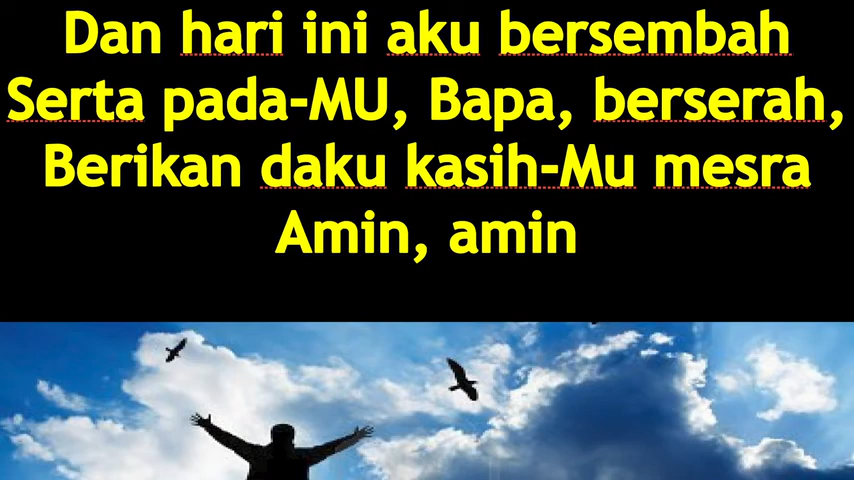 Dan hari ini aku bersembah
Serta pada-MU, Bapa, berserah,
Berikan daku kasih-Mu mesra
Amin, amin